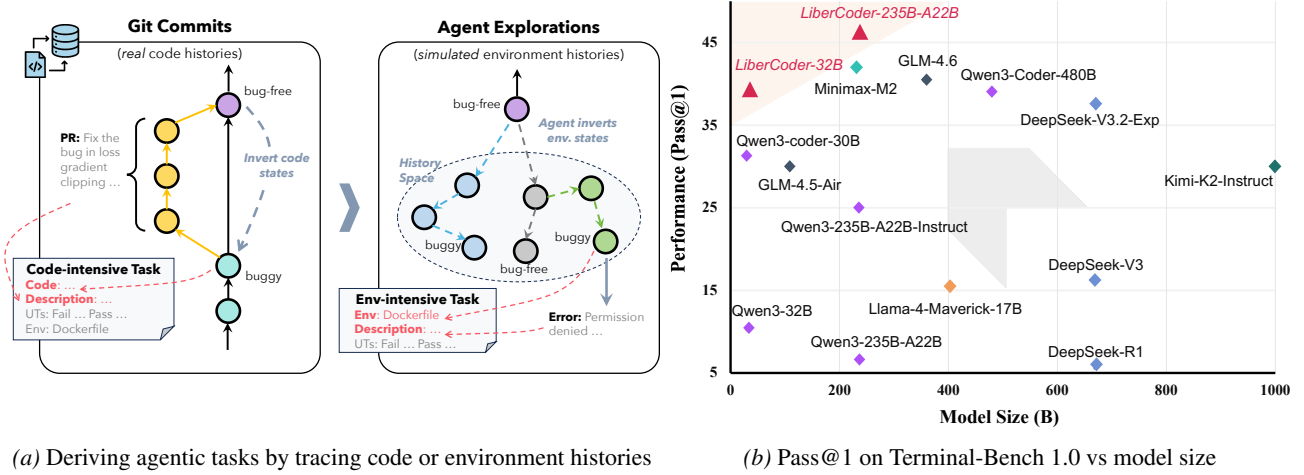 Git Commits
(real code histories)
bug-free
PR: Fix the
bug in loss
gradient
clipping ...
Invert code
states
buggy
Code-intensive Task
Code: ...
Description: ...
UTs: Fail ... Pass ...
Env: Dockerfile
Agent Explorations
(simulated environment histories)
bug-free
Agent inverts
env. states
History
Space
buggy
bug-free
buggy
Env-intensive Task
Env: Dockerfile
Description: ...
UTs: Fail ... Pass ...
Error: Permission
denied ...
(a) Deriving agentic tasks by tracing code or environment histories
Performance (Pass@1)
45
35
25
15
5
LiberCoder-235B-A22B
LiberCoder-32B
Minimax-M2
GLM-4.6
Qwen3-Coder-480B
DeepSeek-V3.2-Exp
Qwen3-coder-30B
GLM-4.5-Air
Kimi-K2-Instruct
Qwen3-235B-A22B-Instruct
DeepSeek-V3
Llama-4-Maverick-17B
Qwen3-32B
Qwen3-235B-A22B
DeepSeek-R1
0 200 400 600 800 1000
Model Size (B)
(b) Pass@1 on Terminal-Bench 1.0 vs model size